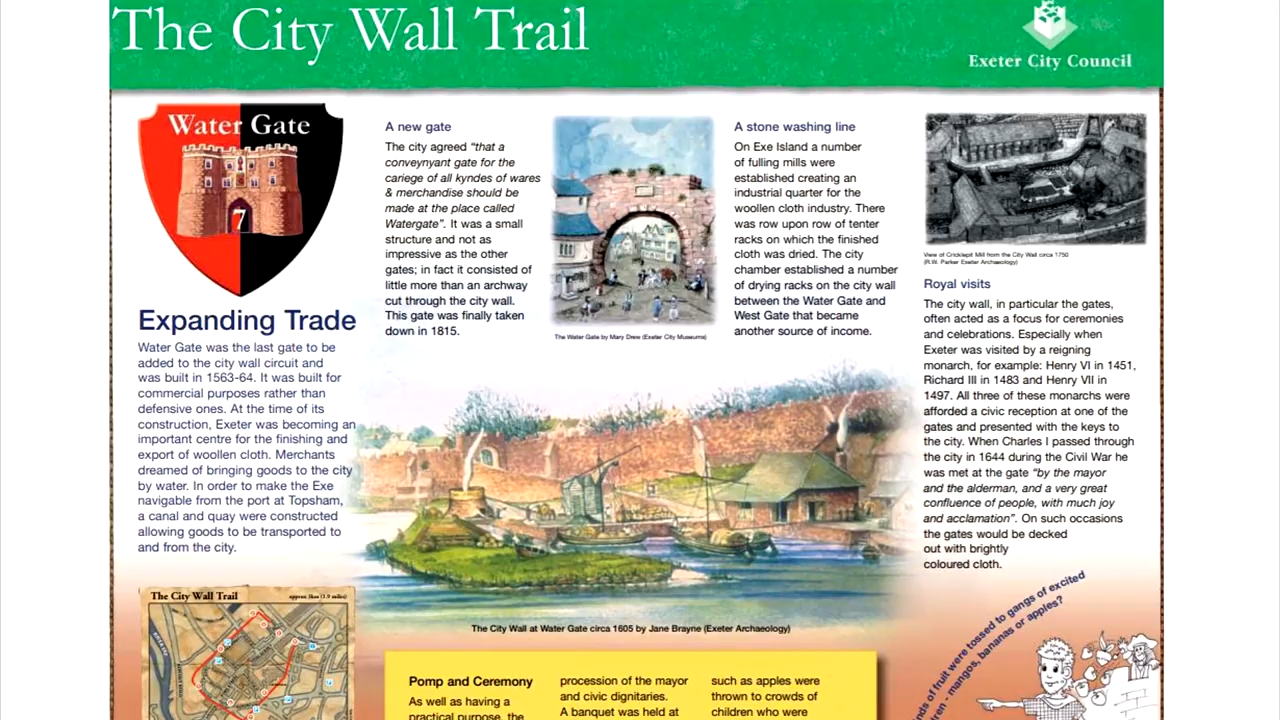 The City Wall Trail
Exeter City Council
Water Gate
7
Expanding Trade
Water Gate was the last gate to be
added to the city wall circuit and
was built in 1563-64. It was built for
commercial purposes rather than
defensive ones. At the time of its
construction, Exeter was becoming an
important centre for the finishing and
export of woollen cloth. Merchants
dreamed of bringing goods to the city
by water. In order to make the Exe
navigable from the port at Topsham,
a canal and quay were constructed
allowing goods to be transported to
and from the city.
A new gate
The city agreed “that a
conveynyant gate for the
cariege of all kyndes of wares
& merchandise should be
made at the place called
Watergate”. It was a small
structure and not as
impressive as the other
gates; in fact it consisted of
little more than an archway
cut through the city wall.
This gate was finally taken
down in 1815.
The Water Gate by Mary Drew (Exeter City Museums)
A stone washing line
On Exe Island a number
of fulling mills were
established creating an
industrial quarter for the
woollen cloth industry. There
was row upon row of tenter
racks on which the finished
cloth was dried. The city
chamber established a number
of drying racks on the city wall
between the Water Gate and
West Gate that became
another source of income.
View of Cricklepit Mill from the City Wall circa 1750
(R.W. Parker Exeter Archaeology)
Royal visits
The city wall, in particular the gates,
often acted as a focus for ceremonies
and celebrations. Especially when
Exeter was visited by a reigning
monarch, for example: Henry VI in 1451,
Richard III in 1483 and Henry VII in
1497. All three of these monarchs were
afforded a civic reception at one of the
gates and presented with the keys to
the city. When Charles I passed through
the city in 1644 during the Civil War he
was met at the gate “by the mayor
and the alderman, and a very great
confluence of people, with much joy
and acclamation”. On such occasions
the gates would be decked
out with brightly
coloured cloth.
The City Wall at Water Gate circa 1605 by Jane Brayne (Exeter Archaeology)
The City Wall Trail
approx 3km (1.9 miles)
Pomp and Ceremony
As well as having a
practical purpose, the
procession of the mayor
and civic dignitaries.
A banquet was held at
such as apples were
thrown to crowds of
children who were
of fruit were tossed to gangs of excited
- mangos, bananas or apples?